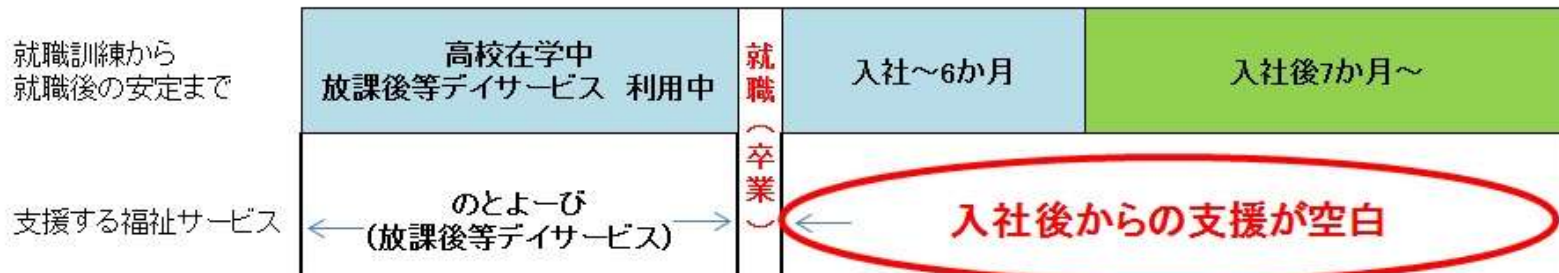 就職訓練から
就職後の安定まで
高校在学中
放課後等デイサービス 利用中
就職（卒業）
入社～6か月
入社後7か月～
支援する福祉サービス
のとよーび
(放課後等デイサービス)
入社後からの支援が空白